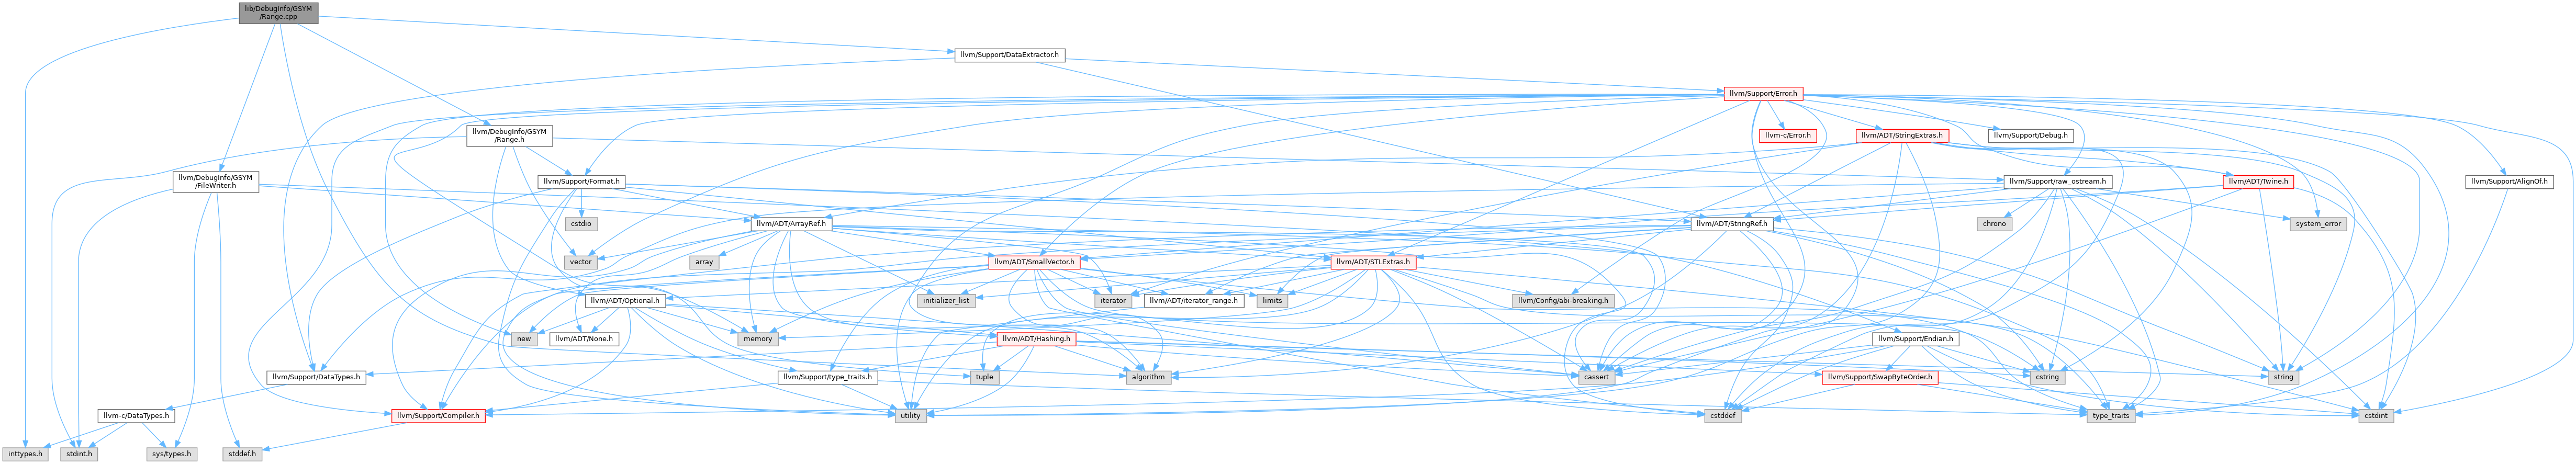 lib/DebugInfo/GSYM
/Range.cpp
llvm/Support/DataExtractor.h
llvm/Support/Error.h
llvm/DebugInfo/GSYM
/Range.h
llvm-c/Error.h
llvm/ADT/StringExtras.h
llvm/Support/Debug.h
llvm/DebugInfo/GSYM
/FileWriter.h
llvm/Support/Format.h
llvm/Support/raw_ostream.h
llvm/ADT/Twine.h
llvm/Support/AlignOf.h
cstdio
llvm/ADT/ArrayRef.h
llvm/ADT/StringRef.h
chrono
system_error
vector
array
llvm/ADT/SmallVector.h
llvm/ADT/STLExtras.h
llvm/ADT/Optional.h
initializer_list
iterator
llvm/ADT/iterator_range.h
limits
llvm/Config/abi-breaking.h
new
llvm/ADT/None.h
memory
llvm/ADT/Hashing.h
llvm/Support/Endian.h
llvm/Support/DataTypes.h
llvm/Support/type_traits.h
tuple
algorithm
cassert
llvm/Support/SwapByteOrder.h
cstring
string
llvm-c/DataTypes.h
llvm/Support/Compiler.h
utility
cstddef
type_traits
cstdint
inttypes.h
stdint.h
sys/types.h
stddef.h